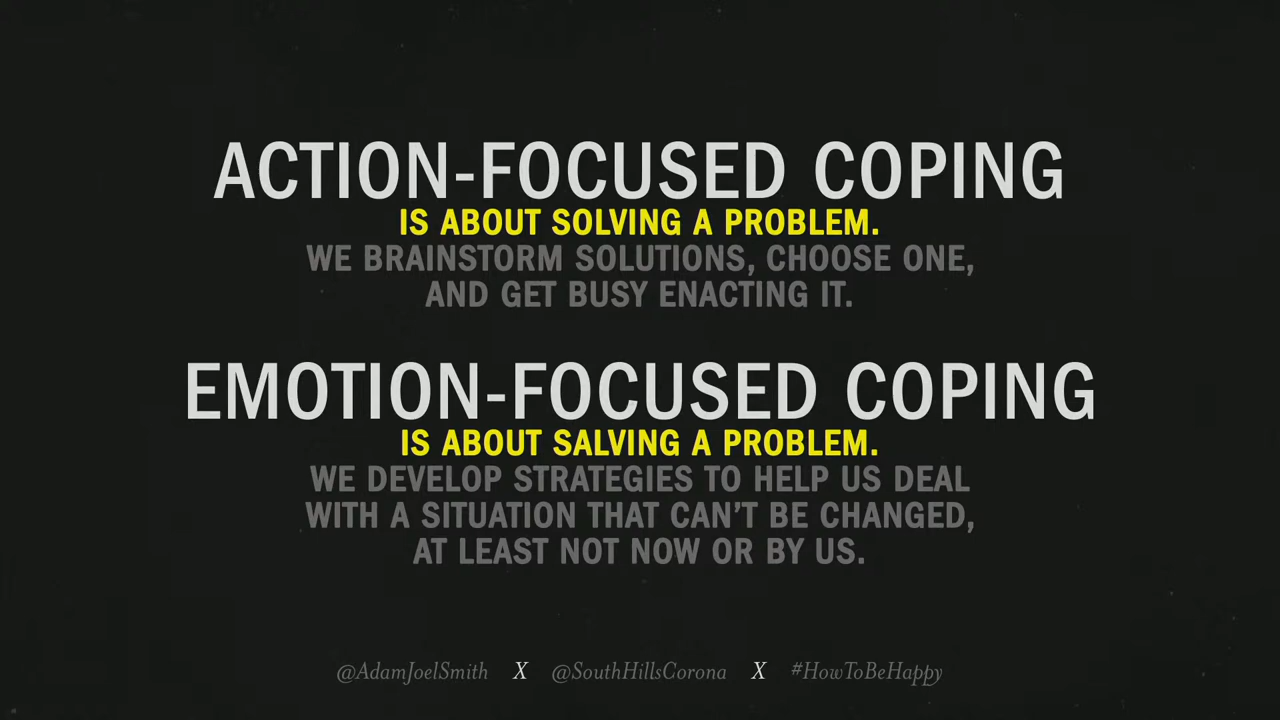 ACTION-FOCUSED COPING
IS ABOUT SOLVING A PROBLEM.
WE BRAINSTORM SOLUTIONS, CHOOSE ONE,
AND GET BUSY ENACTING IT.
EMOTION-FOCUSED COPING
IS ABOUT SALVING A PROBLEM.
WE DEVELOP STRATEGIES TO HELP US DEAL
WITH A SITUATION THAT CAN’T BE CHANGED,
AT LEAST NOT NOW OR BY US.
@AdamJoelSmith X @SouthHillsCorona X #HowToBeHappy